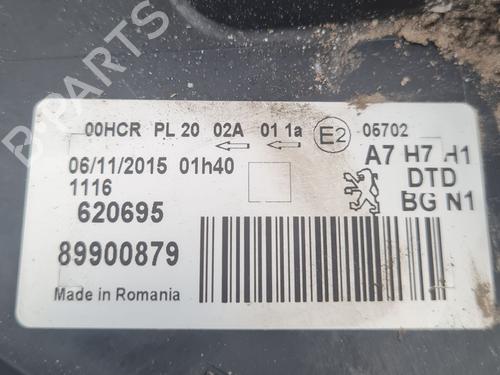 00HCR PL 20 02A 01 1a E2 05702
06/11/2015 01h40
1116
620695
89900879
Made in Romania
A7 H7 H1
DTD
BG N1
B-PARTS